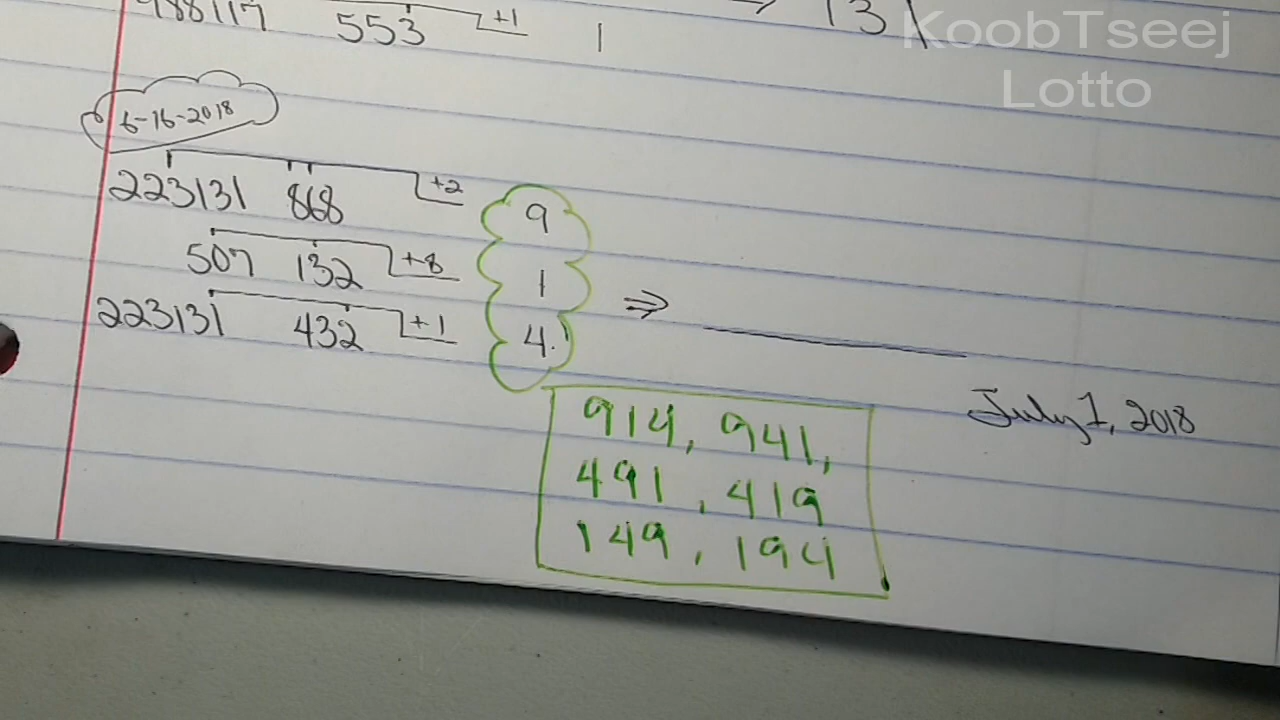 553 +1 1 131
KoobTseej
Lotto
6-16-2018
223131 868 +2 9
507 132 +8 1
223131 432 +1 4. ⇒
July 1, 2018
914, 941,
491, 419
149, 194